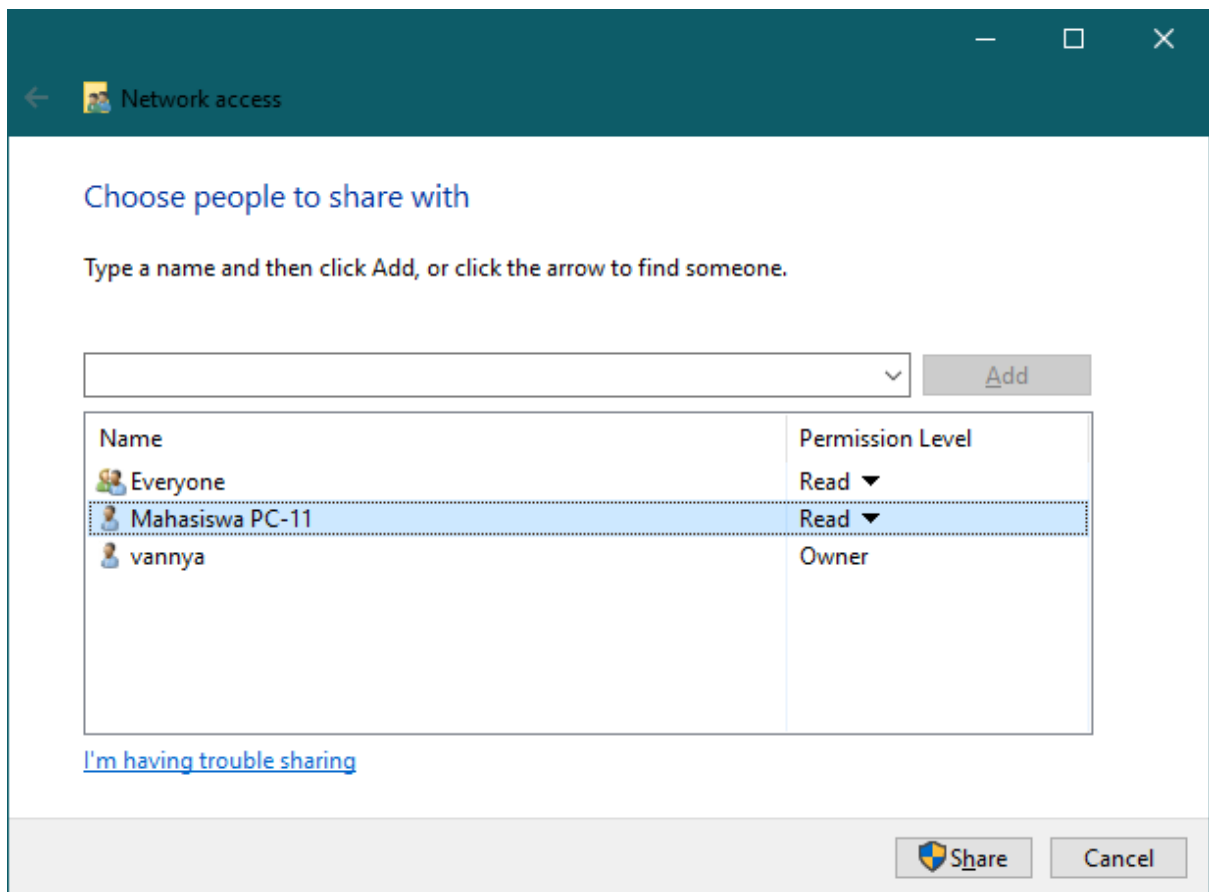 Network access
Choose people to share with
Type a name and then click Add, or click the arrow to find someone.
Add
Name Permission Level
Everyone Read
Mahasiswa PC-11 Read
vannya Owner
I'm having trouble sharing
Share Cancel